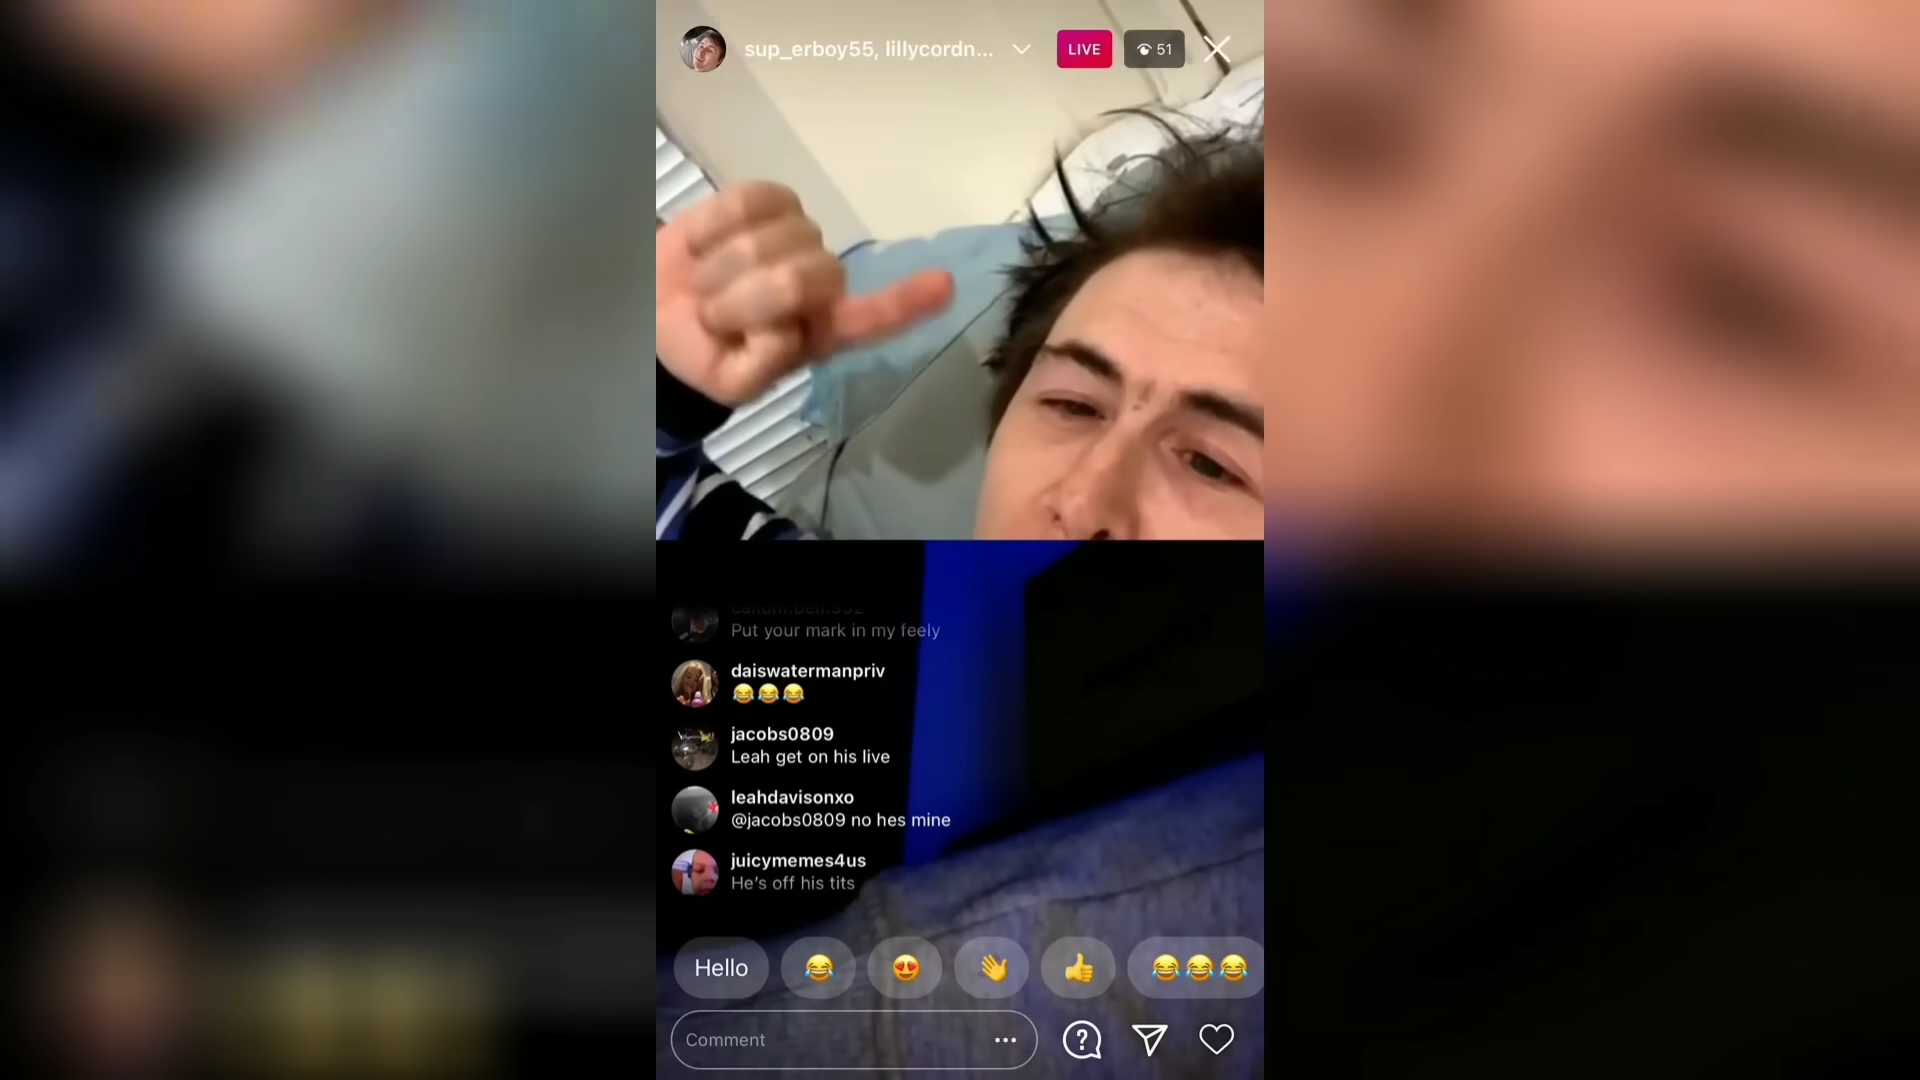 sup_erboy55, lillycordn...
LIVE
51
Put your mark in my feely
daiswatermanpriv
😂😂😂
jacobs0809
Leah get on his live
leahdavisonxo
@jacobs0809 no hes mine
juicymemes4us
He's off his tits
Hello
Comment